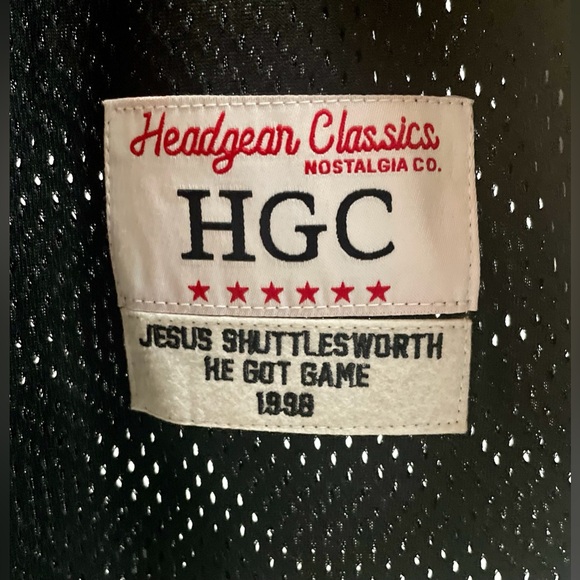 Headgear Classics
NOSTALGIA CO.
HGC
JESUS SHUTTLESWORTH
HE GOT GAME
1998